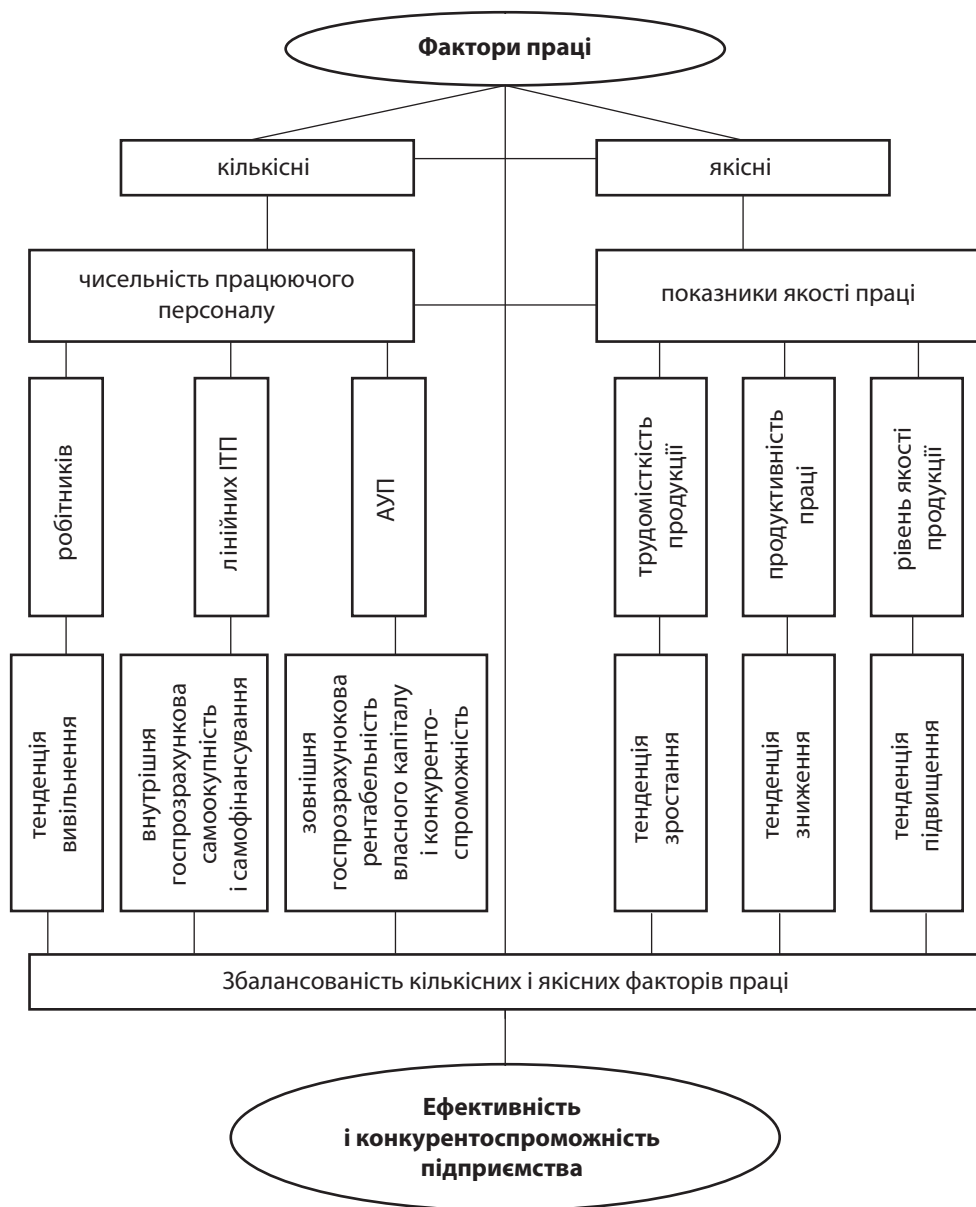 Фактори праці
кількісні
якісні
чисельність працюючого
персоналу
показники якості праці
робітників
лінійних ІТП
АУП
трудомісткість
продукції
продуктивність
праці
рівень якості
продукції
тенденція
вивільнення
внутрішня
госпрозрахункова
самоокупність
і самофінансування
зовнішня
госпрозрахунокова
рентабельність
власного капіталу
і конкуренто-
спроможність
тенденція
зростання
тенденція
зниження
тенденція
підвищення
Збалансованість кількісних і якісних факторів праці
Ефективність
і конкурентоспроможність
підприємства